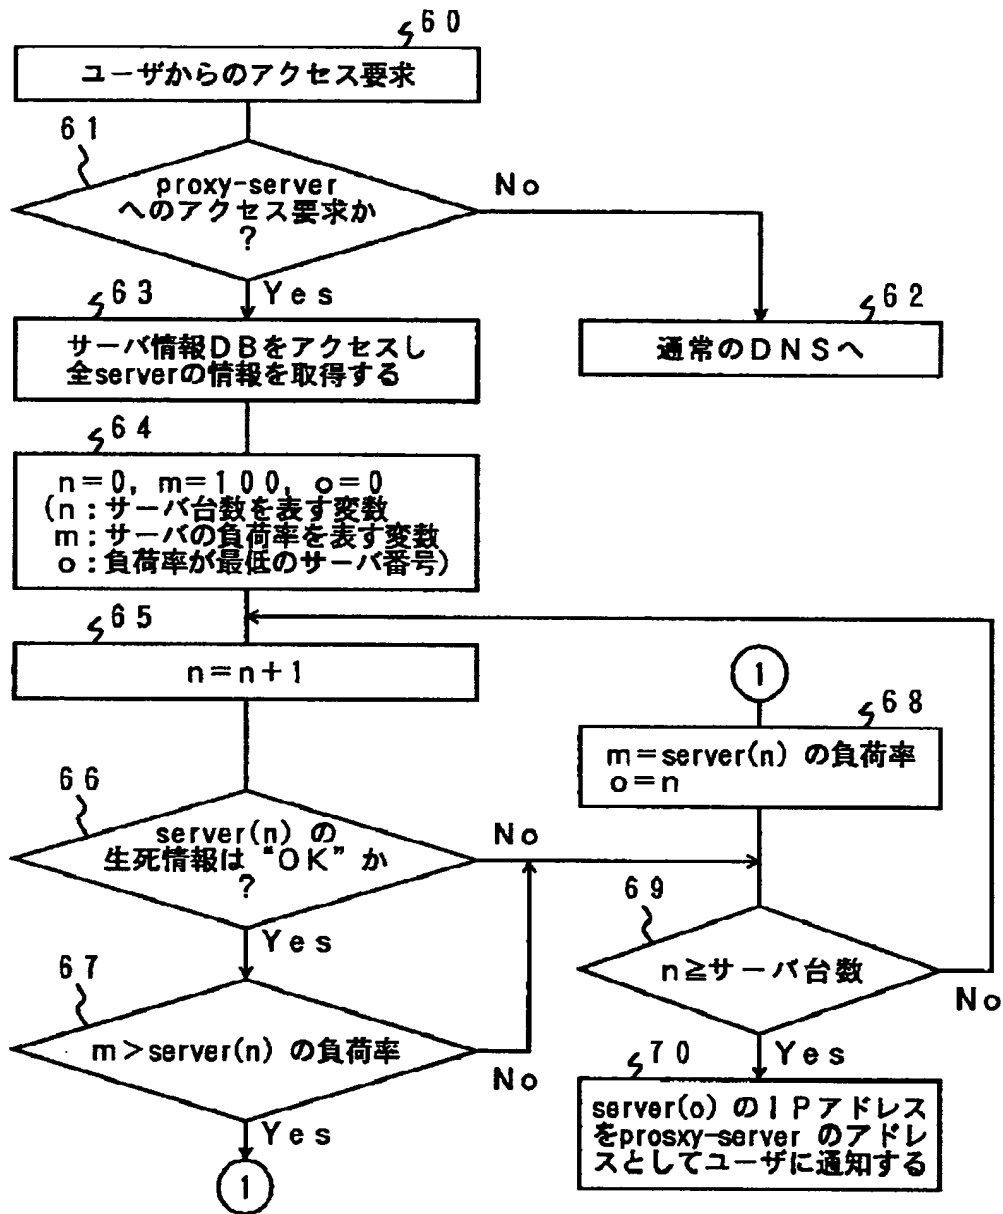 60
ユーザからのアクセス要求
61
proxy-server
へのアクセス要求か
?
No
Yes
62
通常のDNSへ
63
サーバ情報DBをアクセスし
全serverの情報を取得する
64
n=0, m=100, o=0
(n:サーバ台数を表す変数
m:サーバの負荷率を表す変数
o:負荷率が最低のサーバ番号)
65
n=n+1
66
server(n) の
生死情報は "OK" か
?
No
Yes
67
m>server(n) の負荷率
No
Yes
1
1
68
m=server(n) の負荷率
o=n
69
n≧サーバ台数
No
Yes
70
server(o) のIPアドレス
をprosxy-server のアドレ
スとしてユーザに通知する